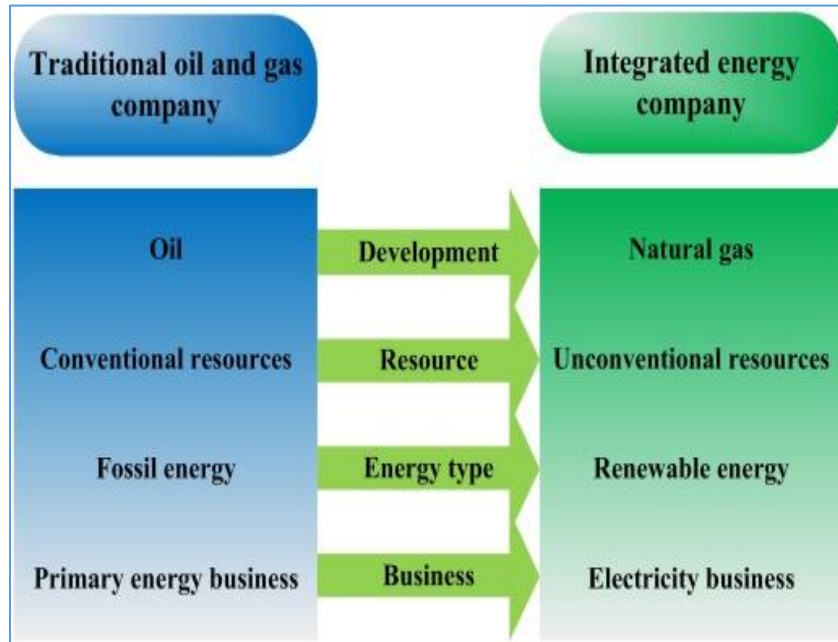 Traditional oil and gas
company
Integrated energy
company
Oil
Development
Natural gas
Conventional resources
Resource
Unconventional resources
Fossil energy
Energy type
Renewable energy
Primary energy business
Business
Electricity business